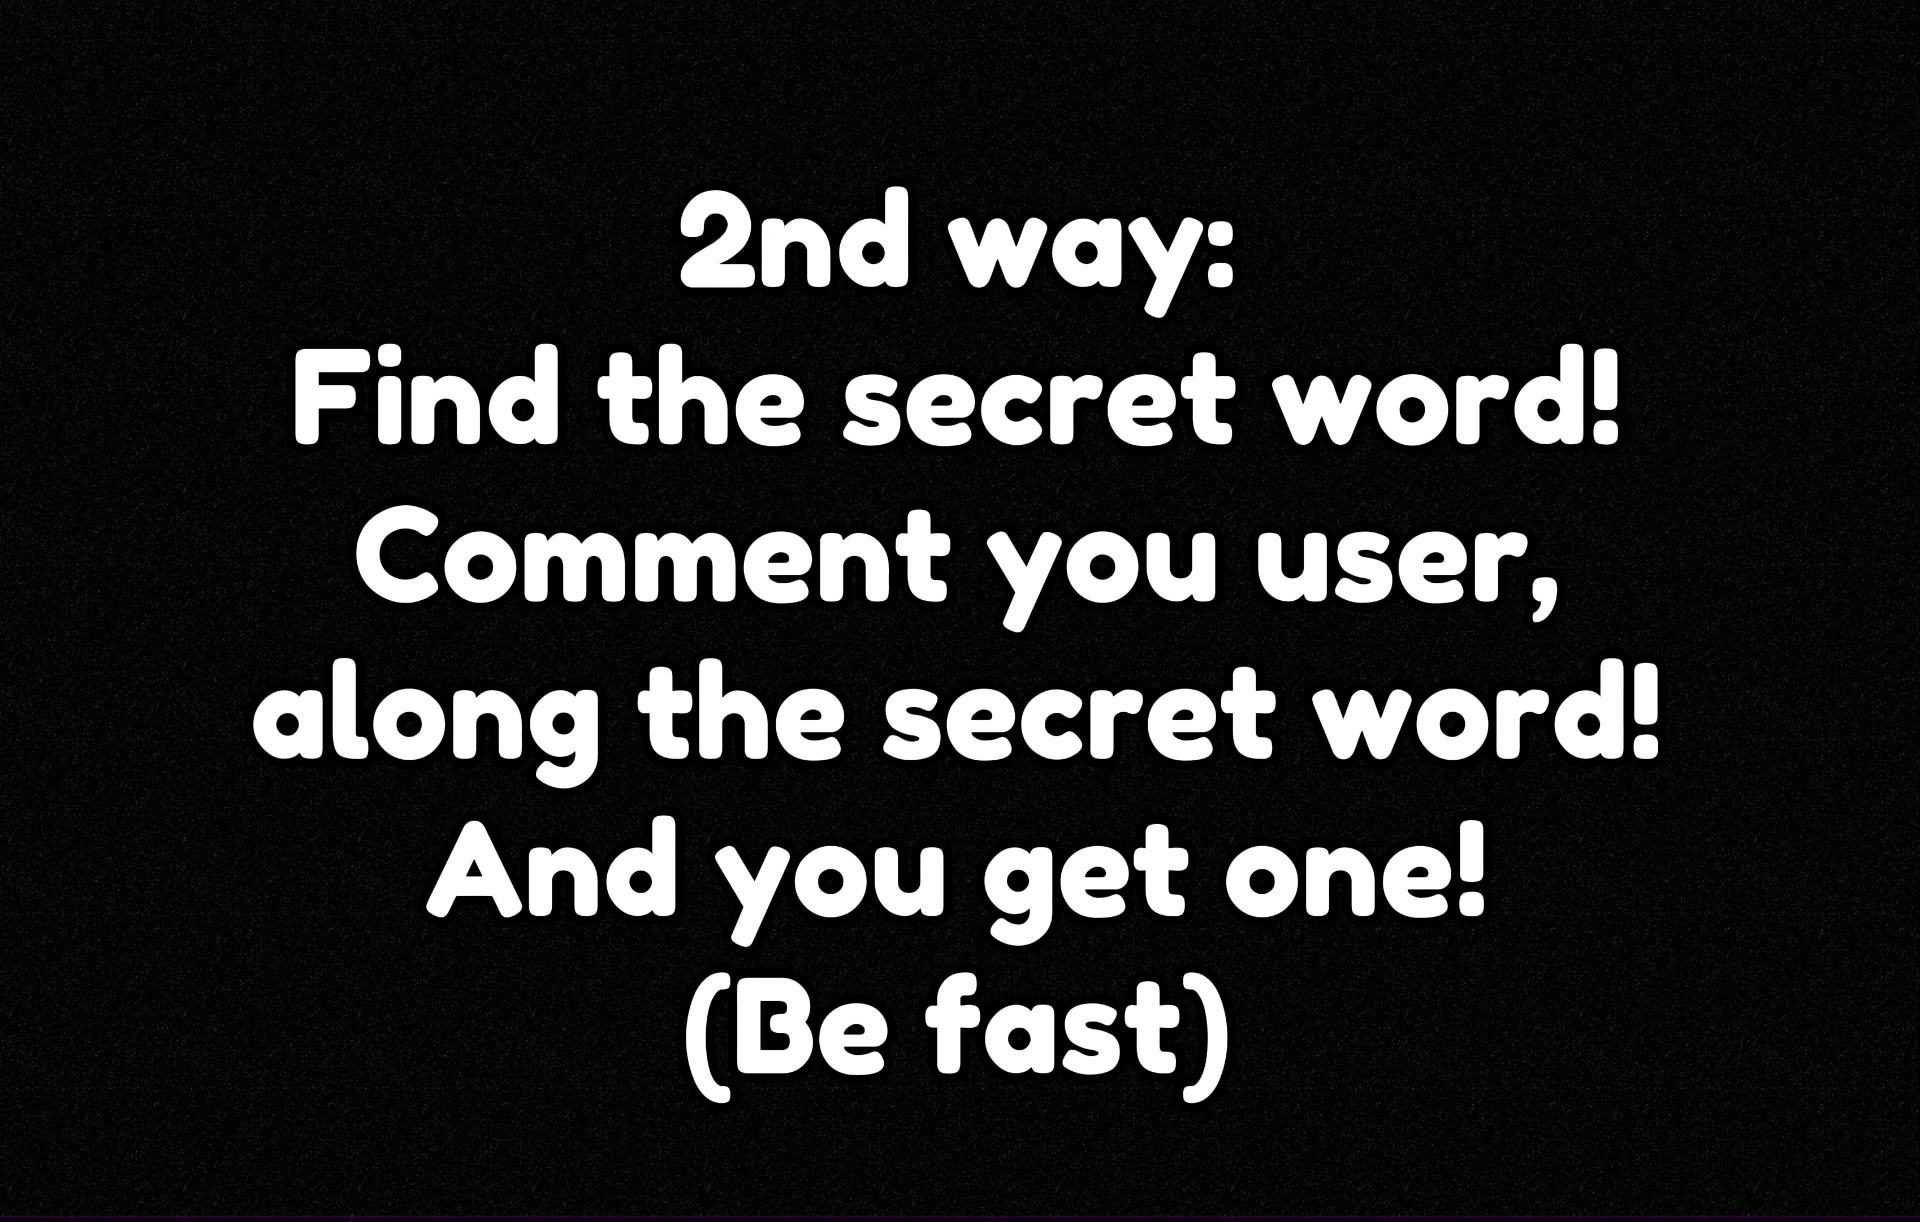 2nd way:
Find the secret word!
Comment you user,
along the secret word!
And you get one!
(Be fast)